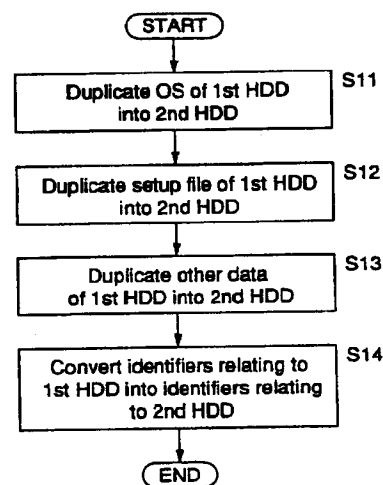 START
S11
Duplicate OS of 1st HDD
into 2nd HDD
S12
Duplicate setup file of 1st HDD
into 2nd HDD
S13
Duplicate other data
of 1st HDD into 2nd HDD
S14
Convert identifiers relating to
1st HDD into identifiers relating
to 2nd HDD
END